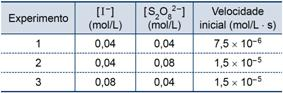 Experimento [I⁻] (mol/L) [S₂O₈²⁻] (mol/L) Velocidade inicial (mol/L · s)
1 0,04 0,04 7,5 × 10⁻⁶
2 0,04 0,08 1,5 × 10⁻⁵
3 0,08 0,04 1,5 × 10⁻⁵